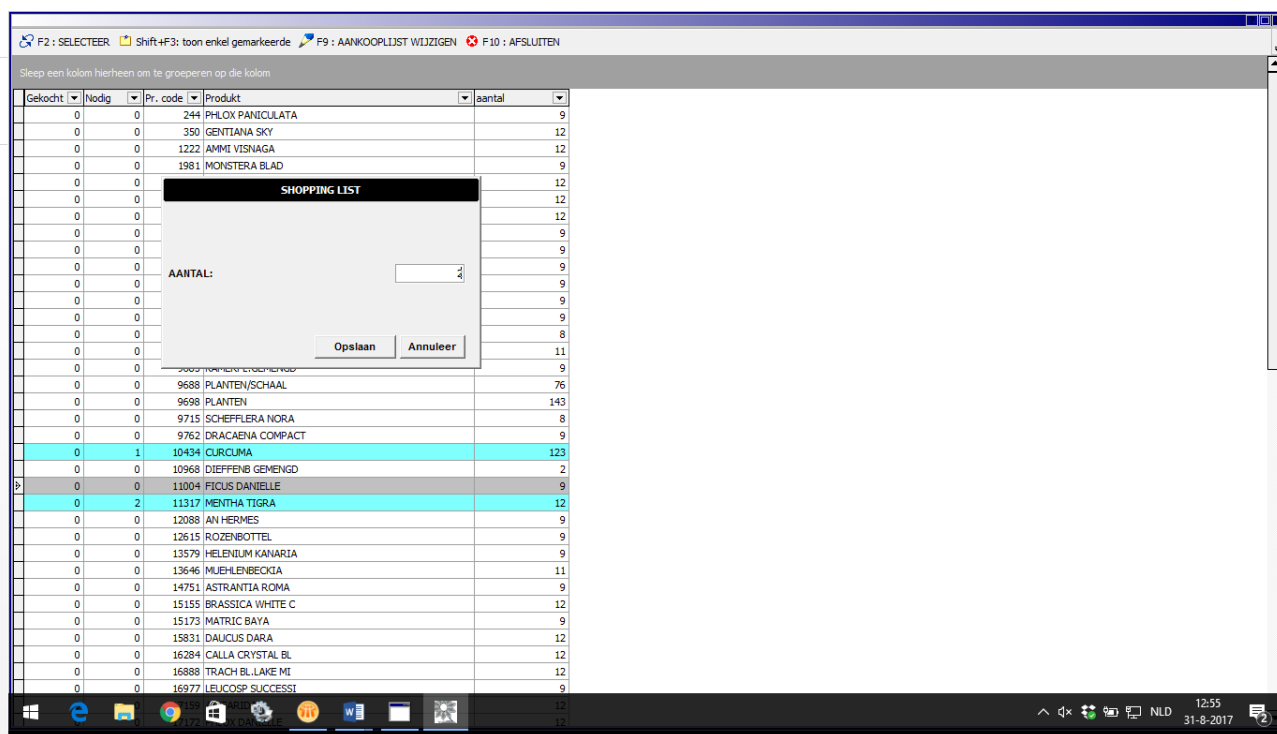 F2 : SELECTEER Shift+F3: toon enkel gemarkeerde F9 : AANKOOPLIJST WIJZIGEN F10 : AFSLUITEN
Sleep een kolom hierheen om te groeperen op die kolom
Gekocht Nodig Pr. code Produkt aantal
0 0 244 PHLOX PANICULATA 9
0 0 350 GENTIANA SKY 12
0 0 1222 AMMI VISNAGA 12
0 0 1981 MONSTERA BLAD 9
0 0 12
SHOPPING LIST
0 0 12
0 0 12
0 0 9
0 0 9
0 0 9
AANTAL:
0 0 9
0 0 9
0 0 9
0 0 8
Opslaan Annuleer
0 0 11
0 0 9
0 0 9688 PLANTEN/SCHAAL 76
0 0 9698 PLANTEN 143
0 0 9715 SCHEFFLERA NORA 8
0 0 9762 DRACAENA COMPACT 9
0 1 10434 CURCUMA 123
0 0 10968 DIEFFENB GEMENGD 2
0 0 11004 FICUS DANIELLE 9
0 2 11317 MENTHA TIGRA 12
0 0 12088 AN HERMES 9
0 0 12615 ROZENBOTTEL 9
0 0 13579 HELENIUM KANARIA 9
0 0 13646 MUEHLENBECKIA 11
0 0 14751 ASTRANTIA ROMA 9
0 0 15155 BRASSICA WHITE C 12
0 0 15173 MATRIC BAYA 9
0 0 15831 DAUCUS DARA 12
0 0 16284 CALLA CRYSTAL BL 12
0 0 16888 TRACH BL.LAKE MI 12
0 0 16977 LEUCOSP SUCCESSI 9
12
12
NLD
12:55
31-8-2017
2